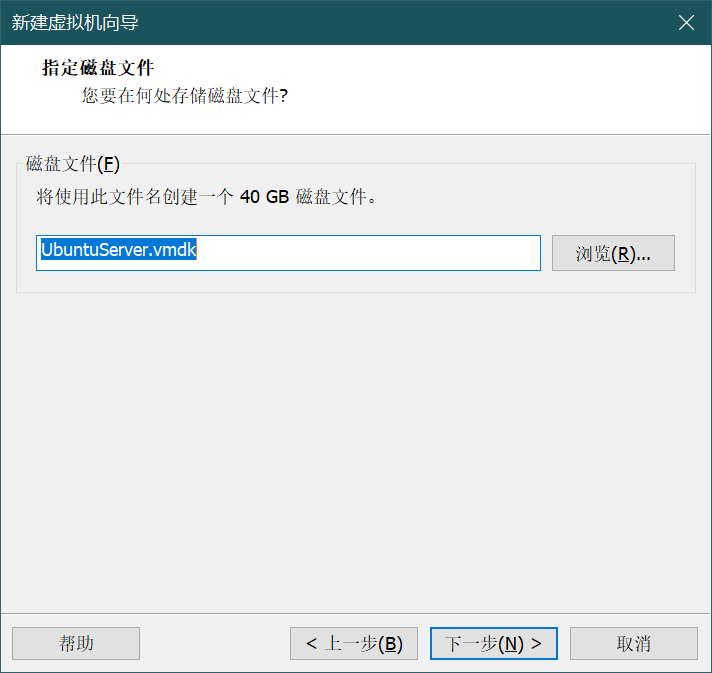 新建虚拟机向导
指定磁盘文件
您要在何处存储磁盘文件?
磁盘文件(F)
将使用此文件名创建一个 40 GB 磁盘文件。
UbuntuServer.vmdk
浏览(R)...
帮助
< 上一步(B)
下一步(N) >
取消